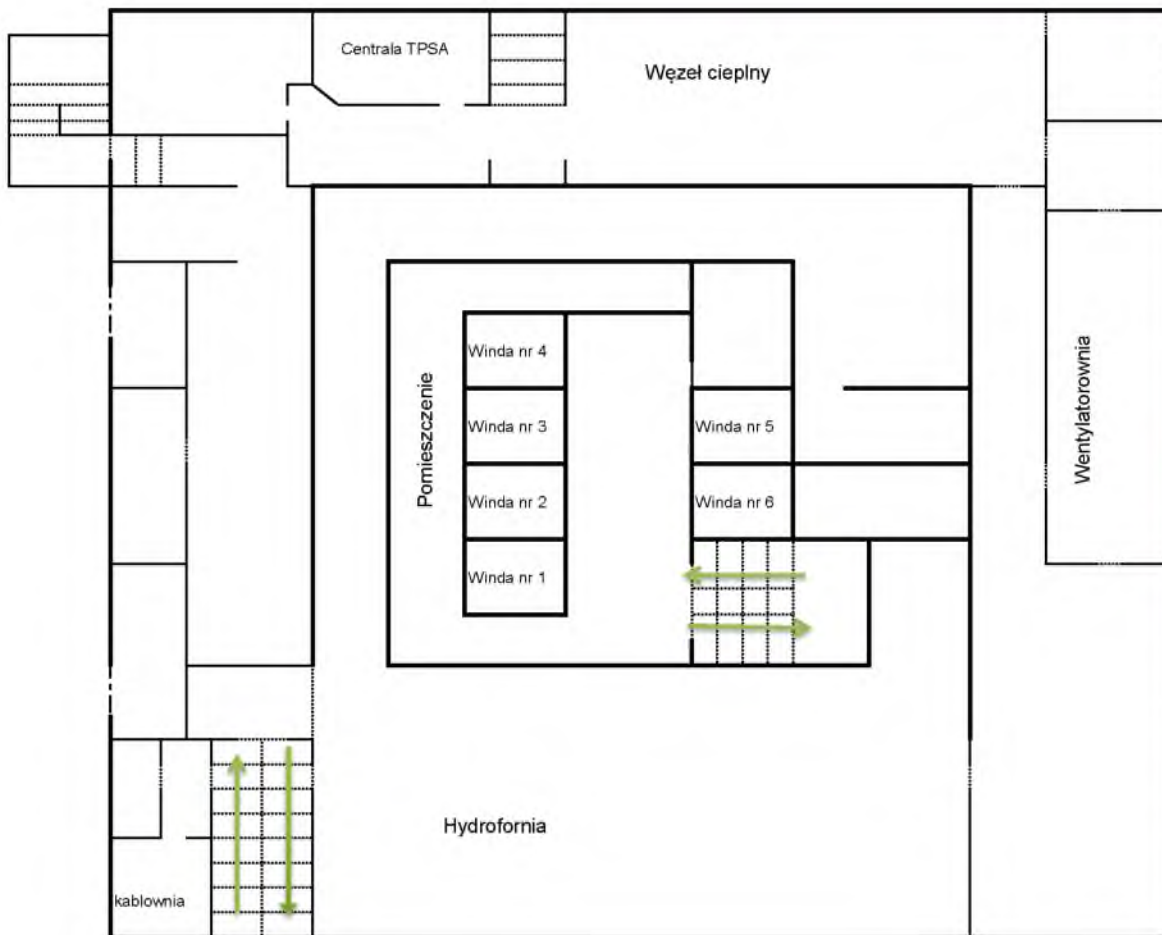 Centrala TPSA
Węzeł cieplny
Winda nr 4
Pomieszczenie
Wentylatorownia
Winda nr 3
Winda nr 5
Winda nr 2
Winda nr 6
Winda nr 1
Hydrofornia
kablownia